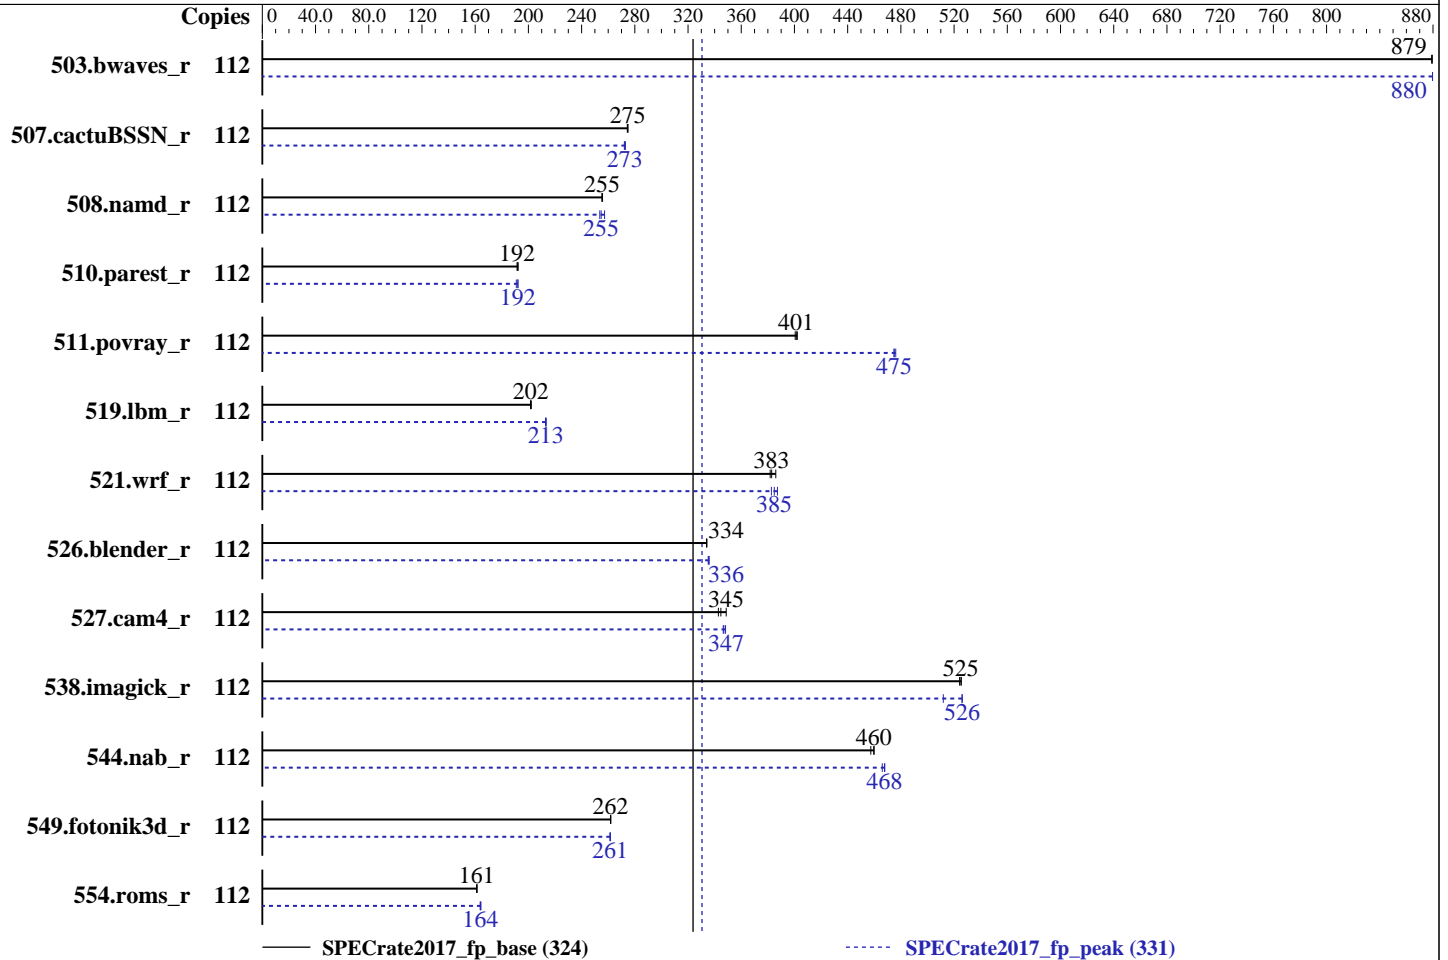 Copies 0 40.0 80.0 120 160 200 240 280 320 360 400 440 480 520 560 600 640 680 720 760 800 880
879
503.bwaves_r 112
880
275
507.cactuBSSN_r 112
273
255
508.namd_r 112
255
192
510.parest_r 112
192
401
511.povray_r 112
475
202
519.lbm_r 112
213
383
521.wrf_r 112
385
334
526.blender_r 112
336
345
527.cam4_r 112
347
525
538.imagick_r 112
526
460
544.nab_r 112
468
262
549.fotonik3d_r 112
261
161
554.roms_r 112
164
SPECrate2017_fp_base (324) SPECrate2017_fp_peak (331)